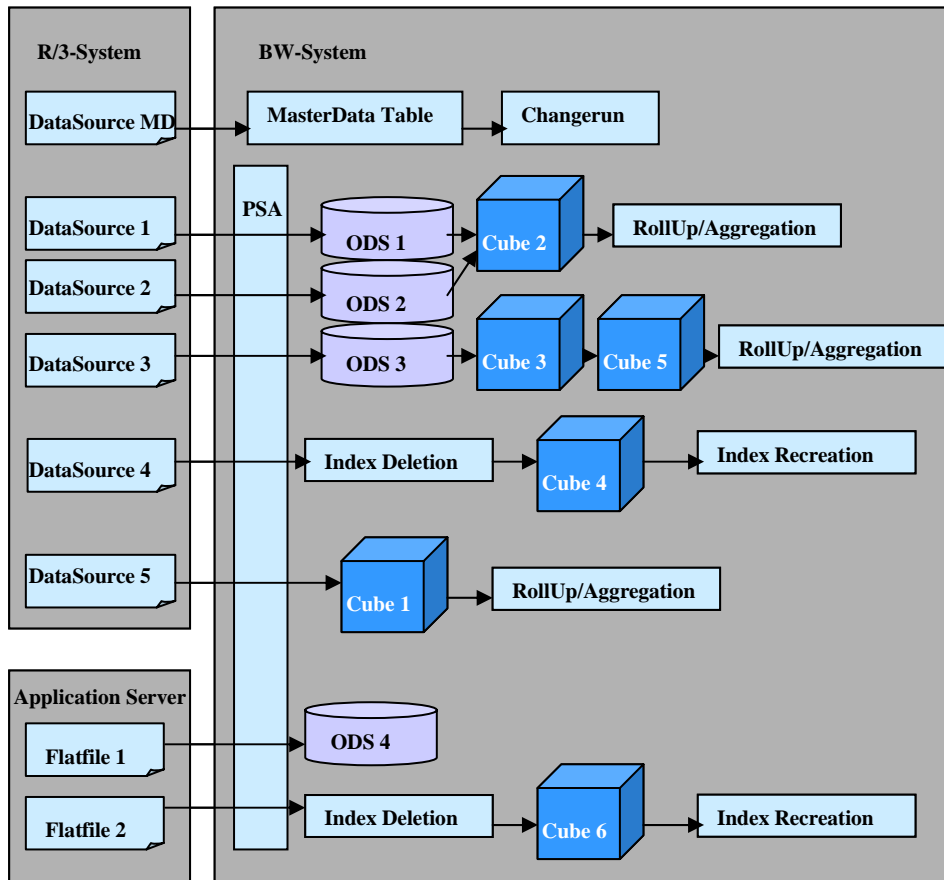 R/3-System
BW-System
DataSource MD
MasterData Table
Changerun
PSA
DataSource 1
ODS 1
Cube 2
RollUp/Aggregation
DataSource 2
ODS 2
DataSource 3
ODS 3
Cube 3
Cube 5
RollUp/Aggregation
DataSource 4
Index Deletion
Cube 4
Index Recreation
DataSource 5
Cube 1
RollUp/Aggregation
Application Server
Flatfile 1
ODS 4
Flatfile 2
Index Deletion
Cube 6
Index Recreation